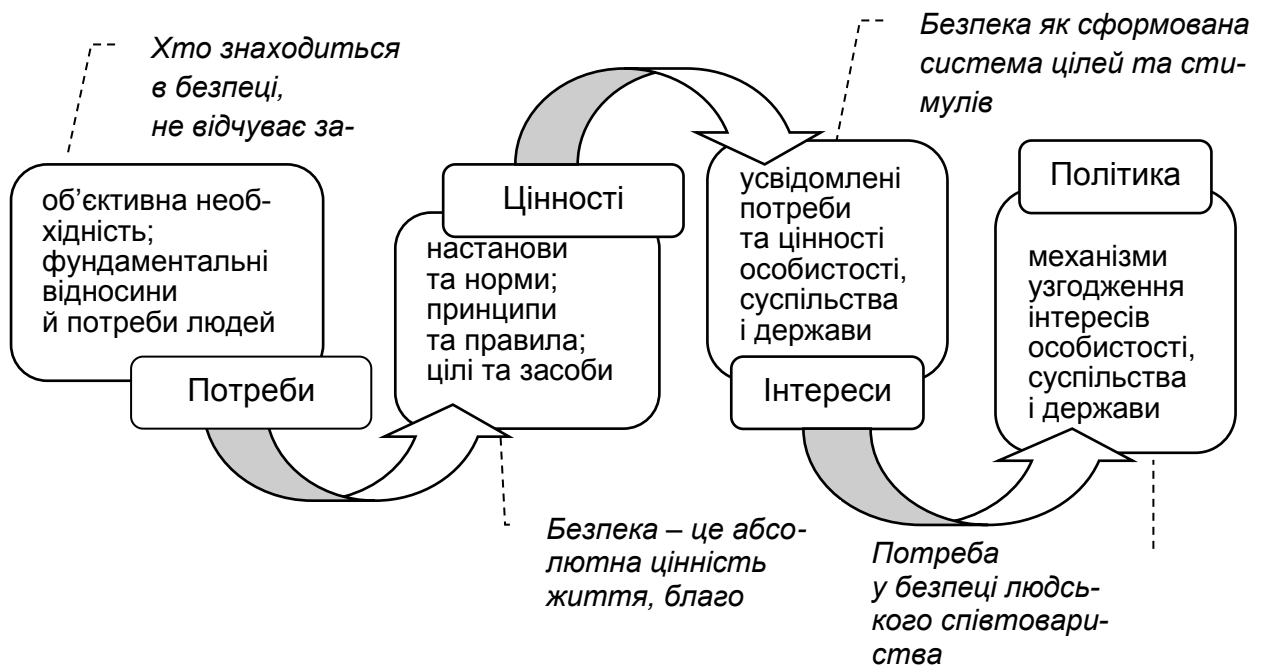 Хто знаходиться
в безпеці,
не відчуває за-
об’єктивна необ-
хідність;
фундаментальні
відносини
й потреби людей
Потреби
Цінності
настанови
та норми;
принципи
та правила;
цілі та засоби
Безпека – це абсо-
лютна цінність
життя, благо
Безпека як сформована
система цілей та сти-
мулів
усвідомлені
потреби
та цінності
особистості,
суспільства
і держави
Інтереси
Політика
механізми
узгодження
інтересів
особистості,
суспільства
і держави
Потреба
у безпеці людсь-
кого співтовари-
ства